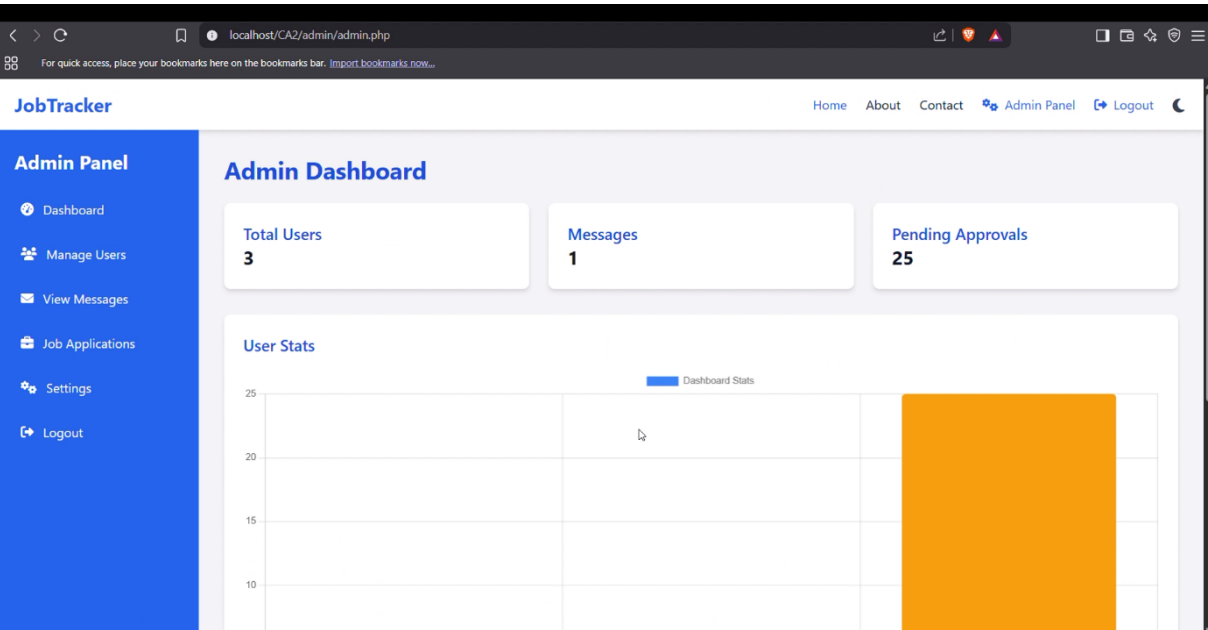 localhost/CA2/admin/admin.php
For quick access, place your bookmarks here on the bookmarks bar. Import bookmarks now...
JobTracker
Home About Contact Admin Panel Logout
Admin Panel
Dashboard
Manage Users
View Messages
Job Applications
Settings
Logout
Admin Dashboard
Total Users
3
Messages
1
Pending Approvals
25
User Stats
Dashboard Stats
25
20
15
10